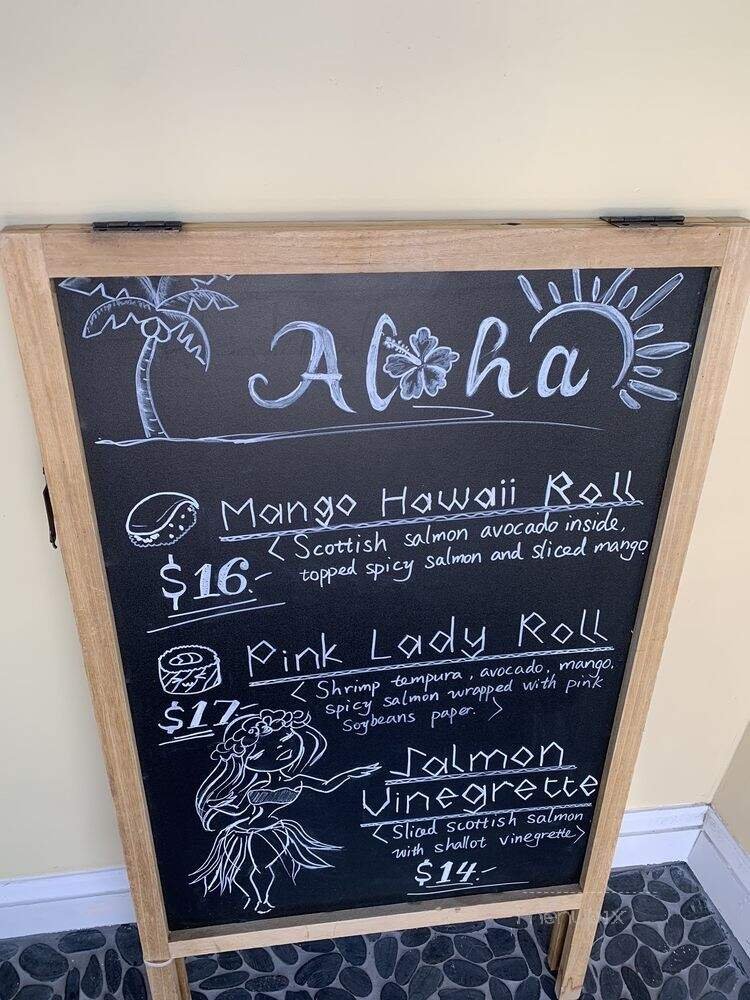 Aloha
Mango Hawaii Roll
< Scottish salmon avocado inside,
topped spicy salmon and sliced mango
$16.-
Pink Lady Roll
< Shrimp tempura, avocado, mango,
spicy salmon wrapped with pink
Soybeans paper. >
$17-
Salmon
Vinegrette
< Sliced scottish salmon
with shallot vinegrette>
$14.-